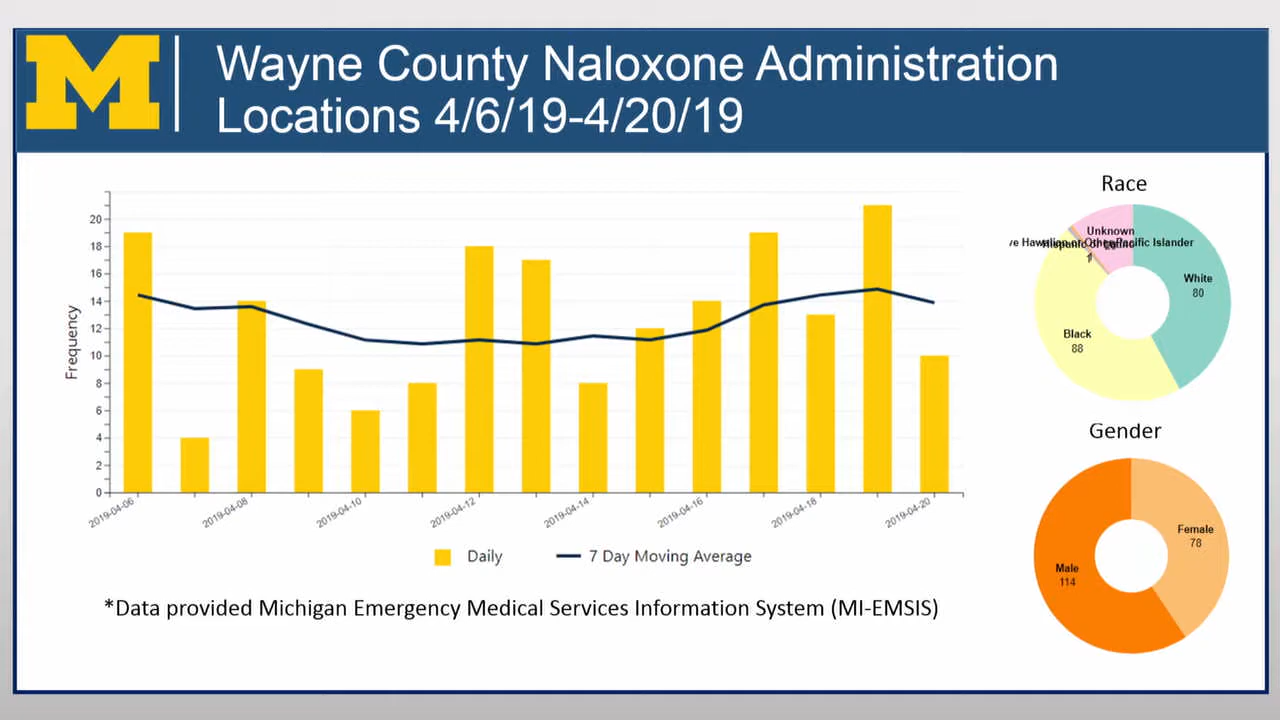 M
Wayne County Naloxone Administration
Locations 4/6/19-4/20/19
Frequency
20
18
16
14
12
10
8
6
4
2
0
2019-04-06
2019-04-08
2019-04-10
2019-04-12
2019-04-14
2019-04-16
2019-04-18
2019-04-20
Daily
7 Day Moving Average
*Data provided Michigan Emergency Medical Services Information System (MI-EMSIS)
Race
Unknown
Pacific Islander
White
80
Black
88
Gender
Female
78
Male
114